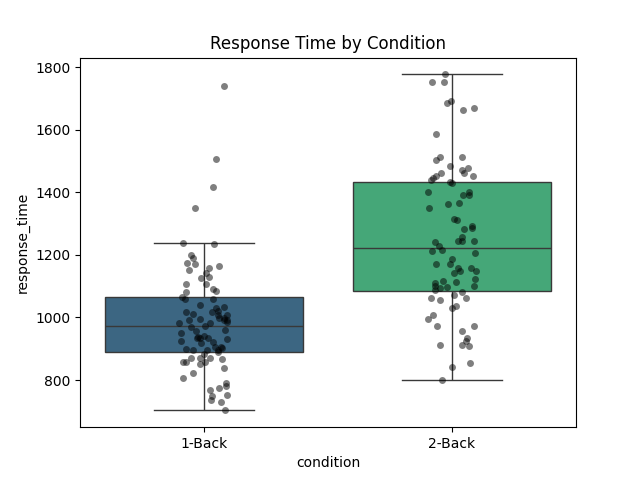 Response Time by Condition
1800
1600
1400
1200
1000
800
response_time
1-Back
2-Back
condition